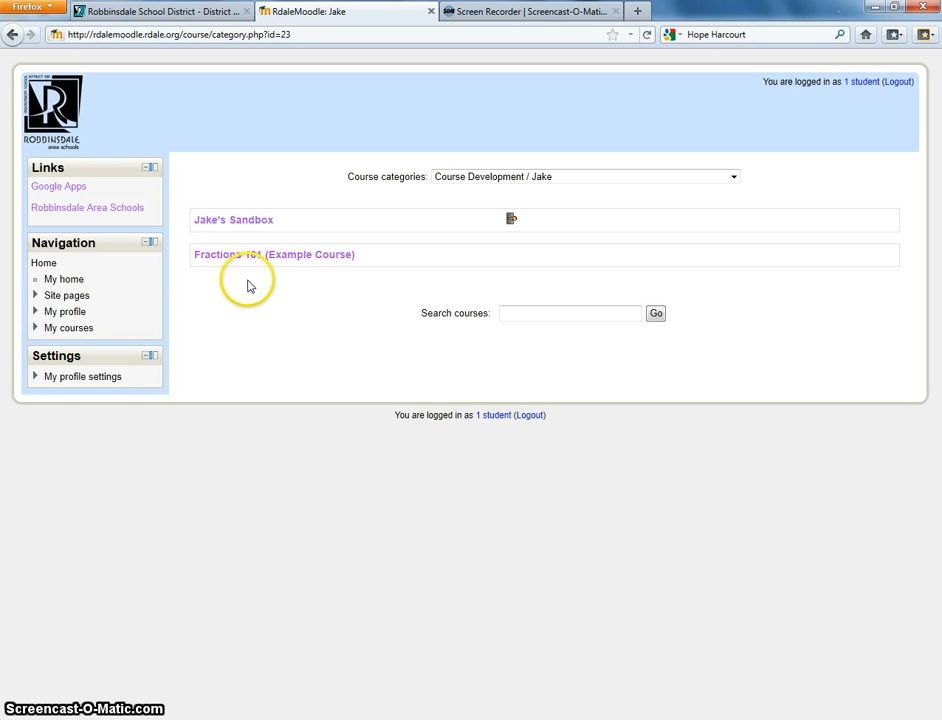 Firefox
Robbinsdale School District - District ...
RdaleMoodle: Jake
Screen Recorder | Screencast-O-Mati...
http://rdalemoodle.rdale.org/course/category.php?id=23
Hope Harcourt
You are logged in as 1 student (Logout)
ROBBINSDALE
area schools
Links
Google Apps
Robbinsdale Area Schools
Navigation
Home
My home
Site pages
My profile
My courses
Settings
My profile settings
Course categories: Course Development / Jake
Jake's Sandbox
Fractions 101 (Example Course)
Search courses: Go
You are logged in as 1 student (Logout)
Screencast-O-Matic.com